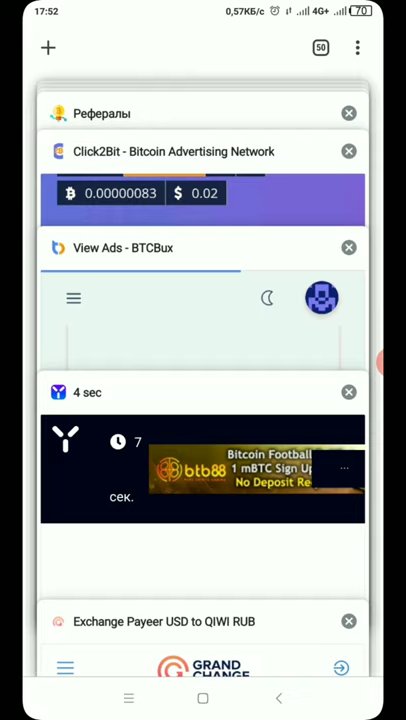 17:52
0,57КБ/с
4G+
70
50
Рефералы
Click2Bit - Bitcoin Advertising Network
0.00000083
$ 0.02
View Ads - BTCBux
4 sec
7
сек.
btb88
Bitcoin Football
1 mBTC Sign Up
No Deposit Re
...
Exchange Payeer USD to QIWI RUB
GRAND
CHANGE